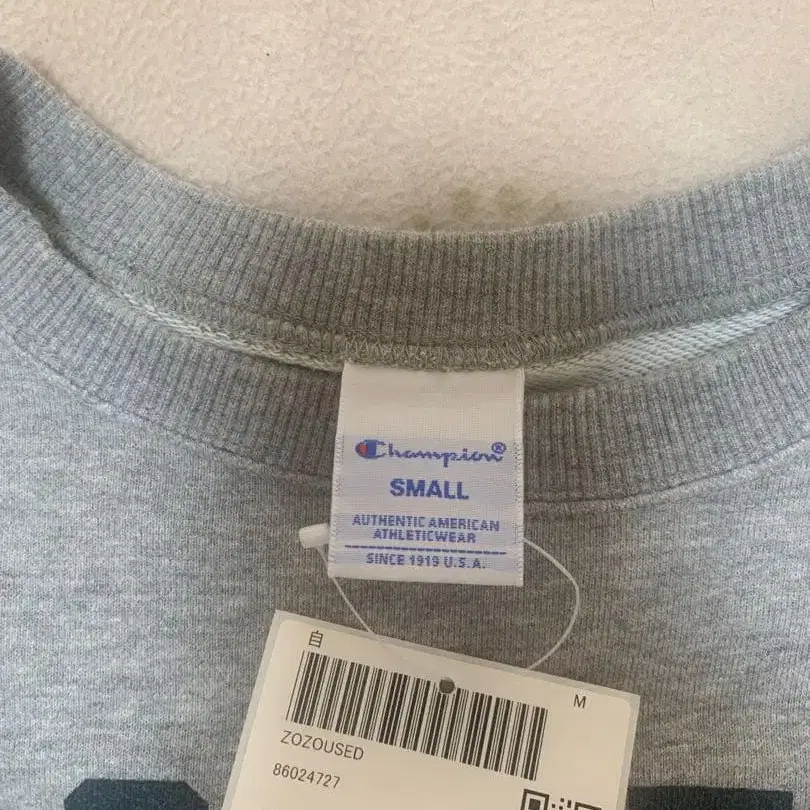 Champion®
SMALL
AUTHENTIC AMERICAN
ATHLETICWEAR
SINCE 1919 U.S.A.
自
M
ZOZOUSED
86024727